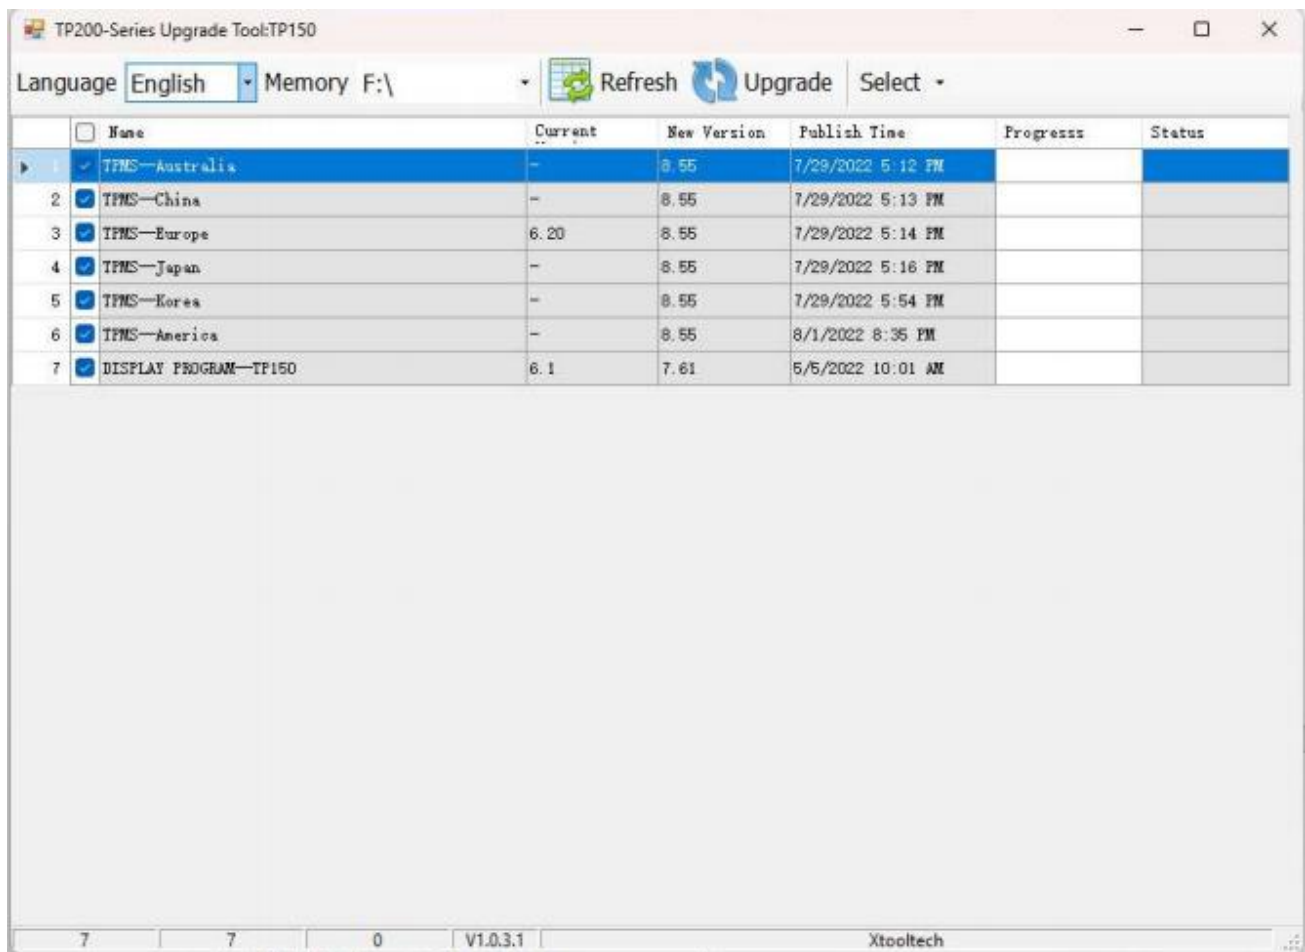 TP200-Series Upgrade Tool:TP150
Language English Memory F:\ Refresh Upgrade Select
Name Current New Version Publish Time Progresss Status
1 TPMS—Australia - 8.55 7/29/2022 5:12 PM
2 TPMS—China - 8.55 7/29/2022 5:13 PM
3 TPMS—Europe 6.20 8.55 7/29/2022 5:14 PM
4 TPMS—Japan - 8.55 7/29/2022 5:16 PM
5 TPMS—Korea - 8.55 7/29/2022 5:54 PM
6 TPMS—America - 8.55 8/1/2022 8:35 PM
7 DISPLAY PROGRAM—TP150 6.1 7.61 5/5/2022 10:01 AM
7 7 0 V1.0.3.1 Xtooltech